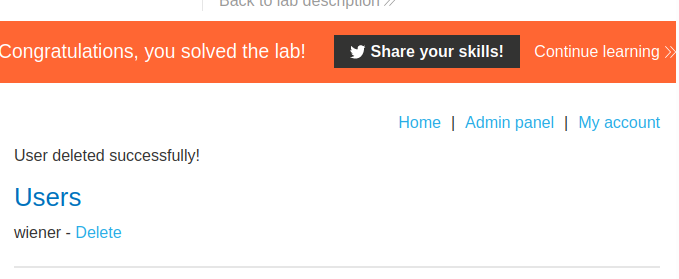 Back to lab description
Congratulations, you solved the lab! Share your skills! Continue learning
Home | Admin panel | My account
User deleted successfully!
Users
wiener - Delete